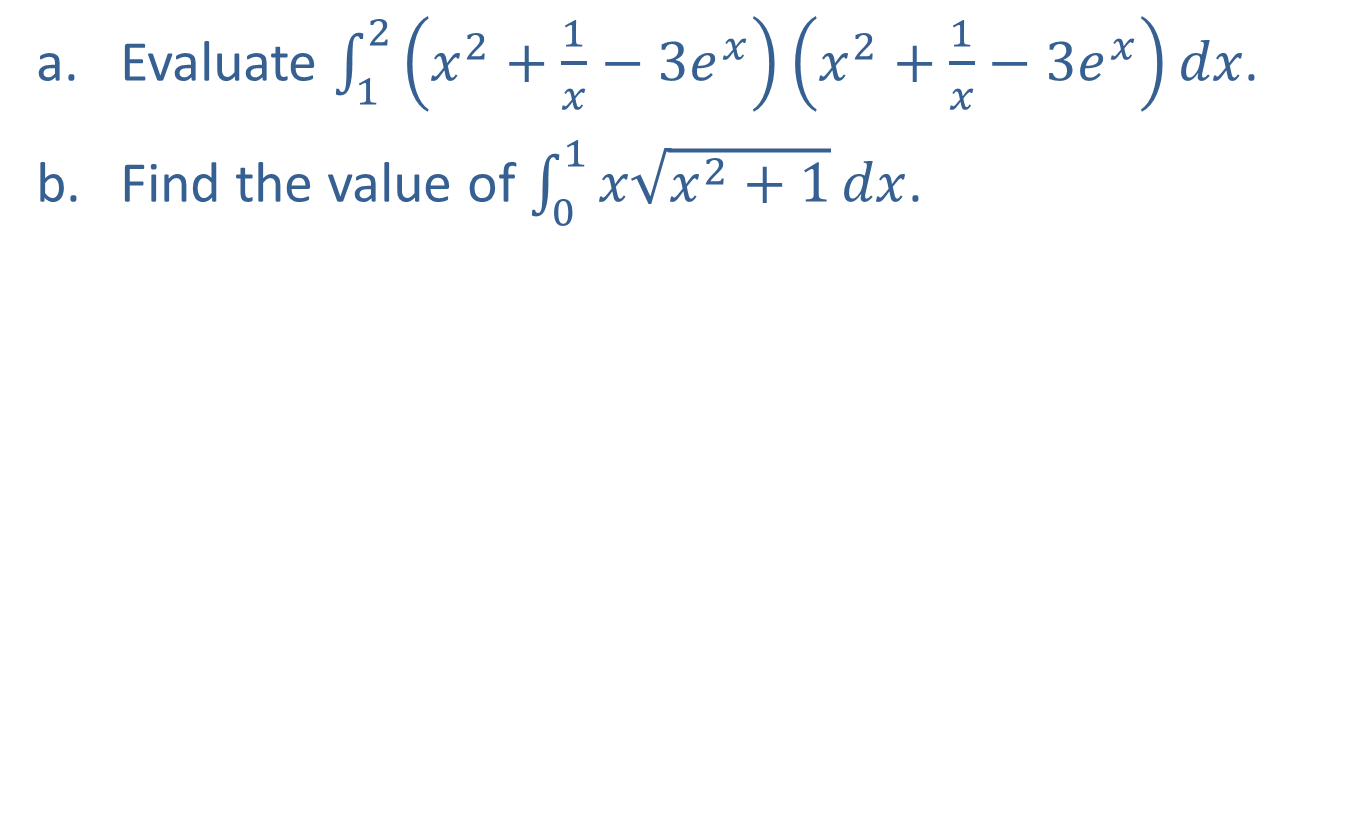 a. Evaluate ∫₁² (x² + 1/x − 3eˣ) (x² + 1/x − 3eˣ) dx.
b. Find the value of ∫₀¹ x√(x² + 1) dx.